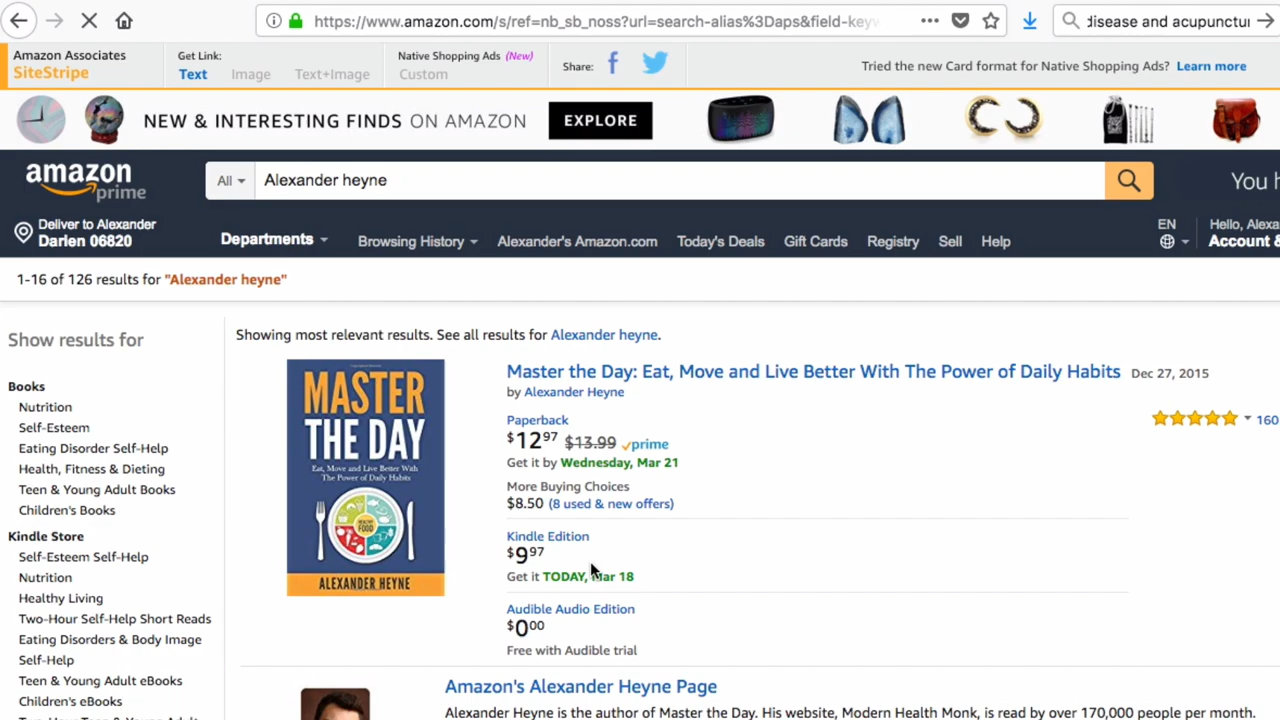 https://www.amazon.com/s/ref=nb_sb_noss?url=search-alias%3Daps&field-keyw
disease and acupunctu
Amazon Associates
SiteStripe
Get Link:
Text Image Text+Image
Native Shopping Ads (New)
Custom
Share:
Tried the new Card format for Native Shopping Ads? Learn more
NEW & INTERESTING FINDS ON AMAZON EXPLORE
amazon prime
All
Alexander heyne
You h
Deliver to Alexander
Darien 06820
Departments Browsing History Alexander's Amazon.com Today's Deals Gift Cards Registry Sell Help
EN
Hello, Alexa
Account &
1-16 of 126 results for "Alexander heyne"
Show results for
Books
Nutrition
Self-Esteem
Eating Disorder Self-Help
Health, Fitness & Dieting
Teen & Young Adult Books
Children's Books
Kindle Store
Self-Esteem Self-Help
Nutrition
Healthy Living
Two-Hour Self-Help Short Reads
Eating Disorders & Body Image
Self-Help
Teen & Young Adult eBooks
Children's eBooks
Showing most relevant results. See all results for Alexander heyne.
MASTER
THE DAY
Eat, Move and Live Better With
The Power of Daily Habits
HEALTHY
FOOD
ALEXANDER HEYNE
Master the Day: Eat, Move and Live Better With The Power of Daily Habits Dec 27, 2015
by Alexander Heyne
160
Paperback
$12 97 $13.99 prime
Get it by Wednesday, Mar 21
More Buying Choices
$8.50 (8 used & new offers)
Kindle Edition
$9 97
Get it TODAY, Mar 18
Audible Audio Edition
$0 00
Free with Audible trial
Amazon's Alexander Heyne Page
Alexander Heyne is the author of Master the Day. His website, Modern Health Monk, is read by over 170,000 people per month.